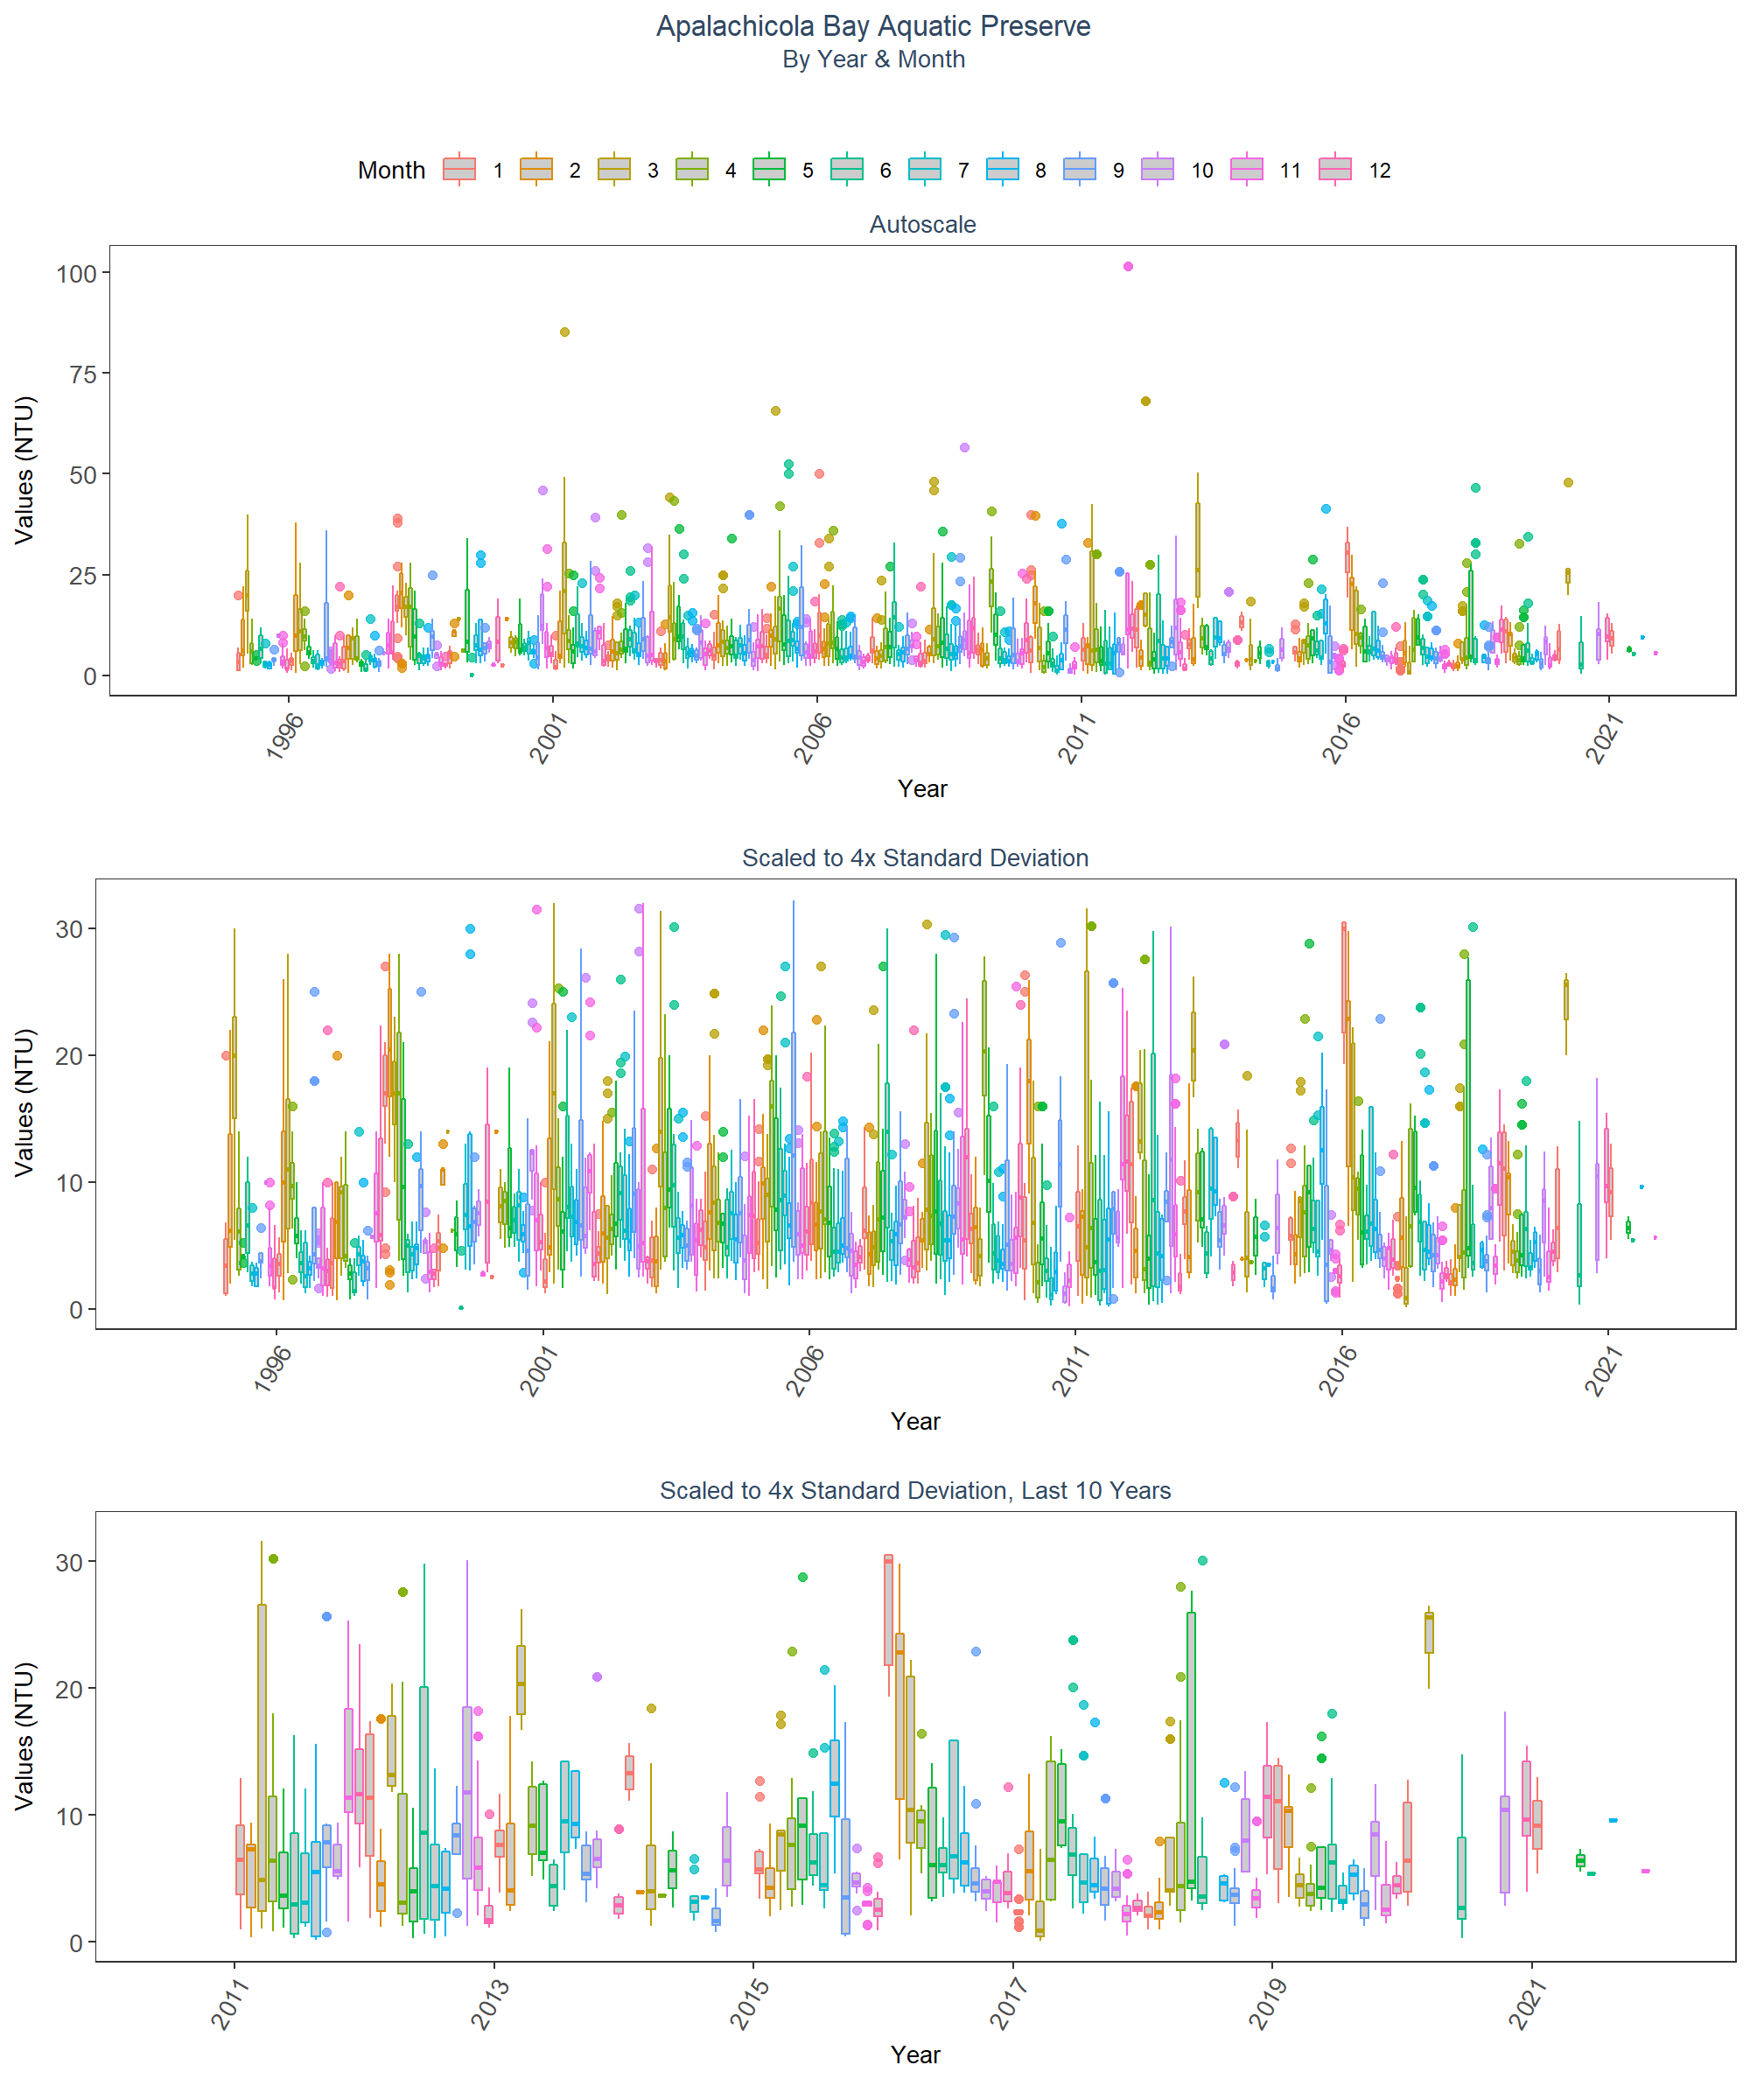 Apalachicola Bay Aquatic Preserve
By Year & Month
Month 1 2 3 4 5 6 7 8 9 10 11 12
Autoscale
100
75
50
25
0
Values (NTU)
1996 2001 2006 2011 2016 2021
Year
Scaled to 4x Standard Deviation
30
20
10
0
Values (NTU)
1996 2001 2006 2011 2016 2021
Year
Scaled to 4x Standard Deviation, Last 10 Years
30
20
10
0
Values (NTU)
2011 2013 2015 2017 2019 2021
Year